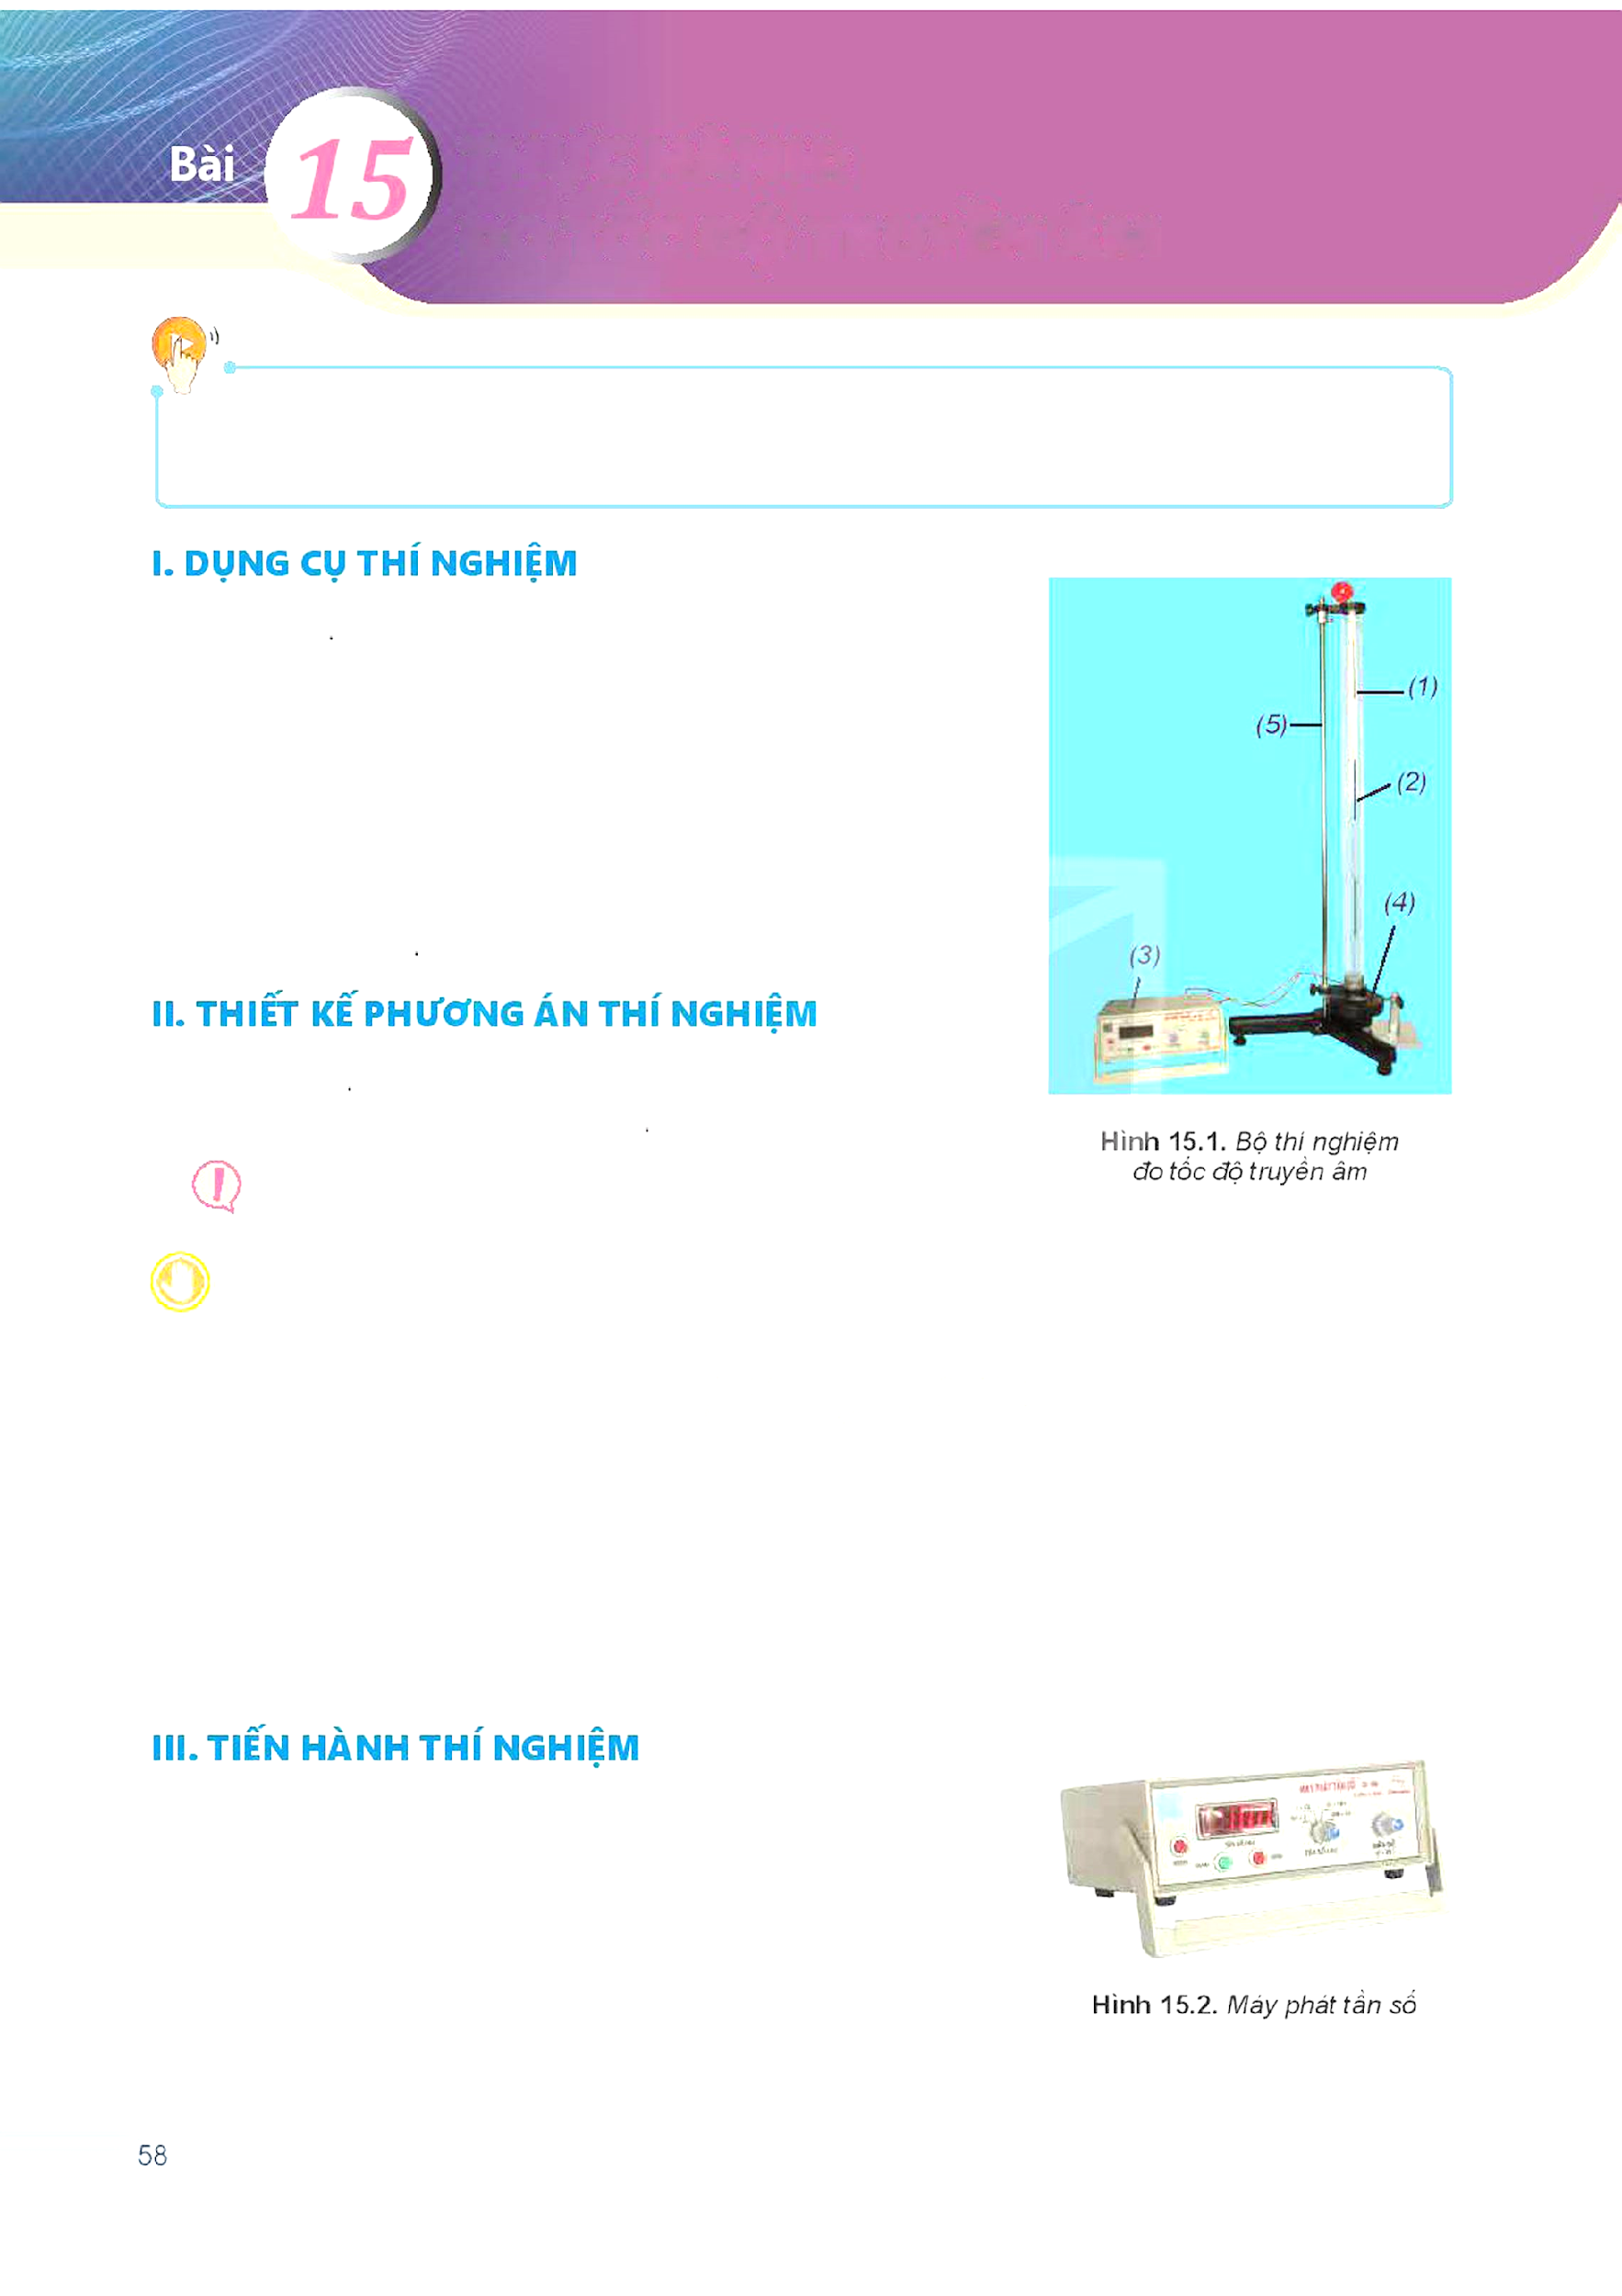 Bài
15
I. DỤNG CỤ THÍ NGHIỆM
(1)
(5)
(2)
(4)
(3)
II. THIẾT KẾ PHƯƠNG ÁN THÍ NGHIỆM
Hình 15.1. Bộ thí nghiệm
đo tốc độ truyền âm
III. TIẾN HÀNH THÍ NGHIỆM
Hình 15.2. Máy phát tần số
58